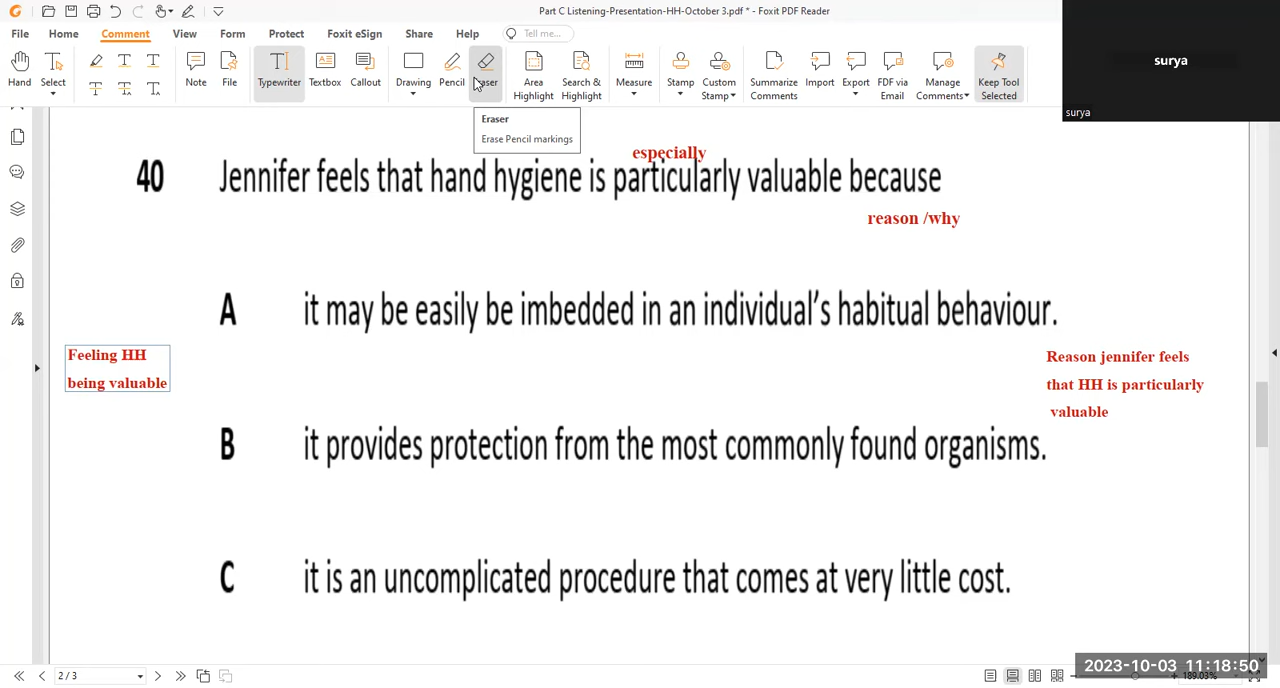 Part C Listening-Presentation-HH-October 3.pdf * - Foxit PDF Reader
File Home Comment View Form Protect Foxit eSign Share Help Tell me...
Hand Select Note File Typewriter Textbox Callout Drawing Pencil Eraser Area Highlight Search & Highlight Measure Stamp Custom Stamp Summarize Comments Import Export FDF via Email Manage Comments Keep Tool Selected
surya
surya
Eraser
Erase Pencil markings
especially
40 Jennifer feels that hand hygiene is particularly valuable because
reason /why
A it may be easily be imbedded in an individual's habitual behaviour.
Feeling HH
being valuable
Reason jennifer feels
that HH is particularly
valuable
B it provides protection from the most commonly found organisms.
C it is an uncomplicated procedure that comes at very little cost.
2 / 3
2023-10-03 11:18:50
189.03%